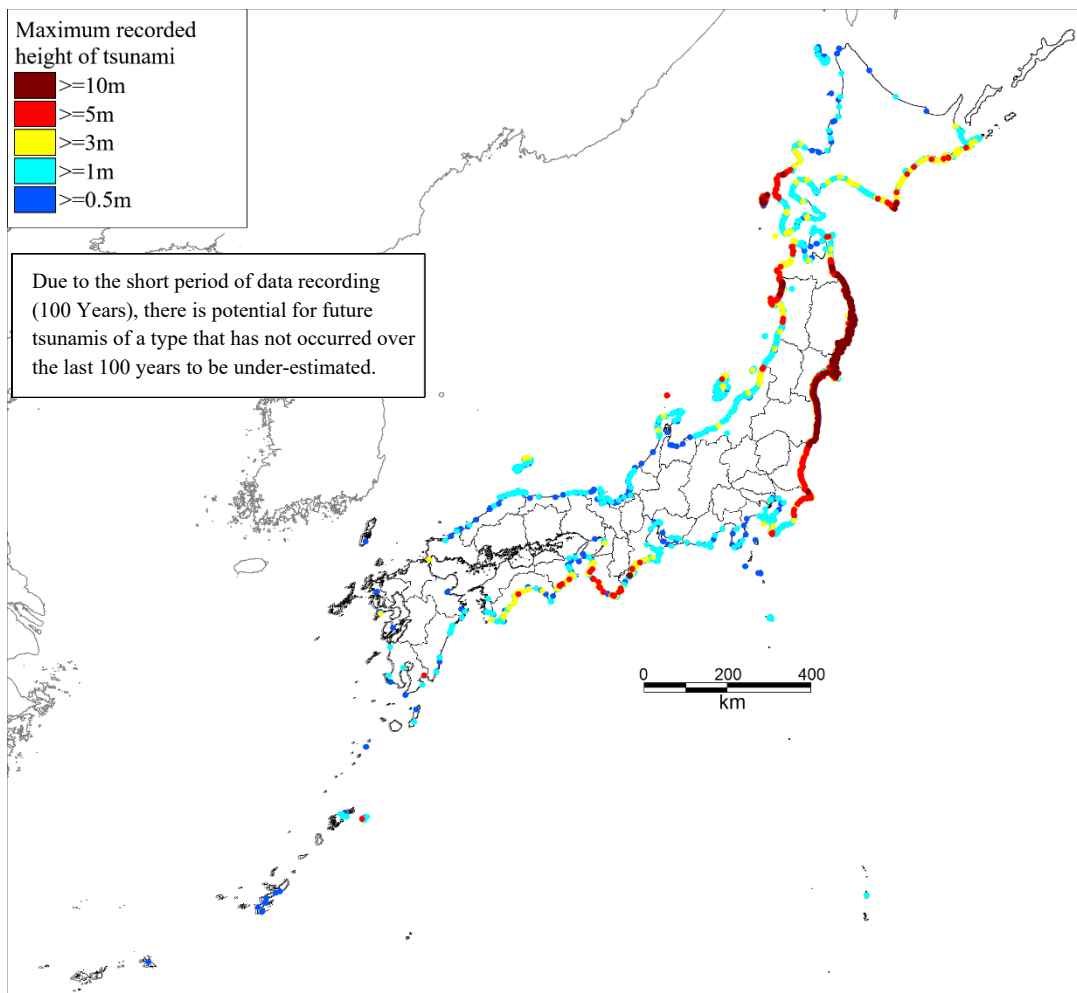 Maximum recorded
height of tsunami
>=10m
>=5m
>=3m
>=1m
>=0.5m
Due to the short period of data recording
(100 Years), there is potential for future
tsunamis of a type that has not occurred over
the last 100 years to be under-estimated.
0 200 400
km